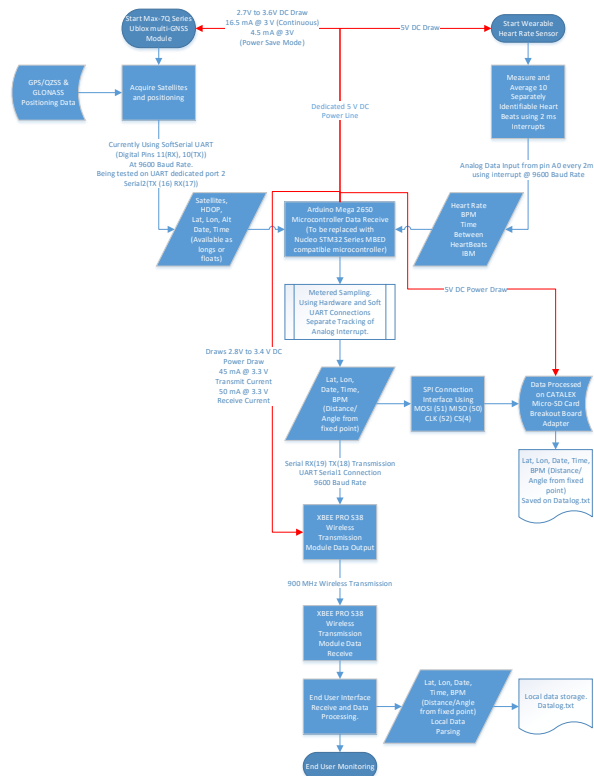 Start Max-7Q Series
Ublox multi-GNSS
Module
2.7V to 3.6V DC Draw
16.5 mA @ 3 V (Continuous)
4.5 mA @ 3V
(Power Save Mode)
5V DC Draw
Start Wearable
Heart Rate Sensor
GPS/QZSS &
GLONASS
Positioning Data
Acquire Satellites
and positioning
Measure and
Average 10
Separately
Identifiable Heart
Beats using 2 ms
Interrupts
Dedicated 5 V DC
Power Line
Currently Using SoftSerial UART
(Digital Pins 11(RX), 10(TX))
At 9600 Baud Rate.
Being tested on UART dedicated port 2
Serial2(TX (16) RX(17))
Analog Data Input from pin A0 every 2m
using interrupt @ 9600 Baud Rate
Satellites,
HDOP,
Lat, Lon, Alt
Date, Time
(Available as
longs or
floats)
Arduino Mega 2650
Microcontroller Data Receive
(To be replaced with
Nudeo STM32 Series MBED
compatible microcontroller)
Heart Rate
BPM
Time
Between
HeartBeats
IBM
5V DC Power Draw
Metered Sampling.
Using Hardware and Soft
UART Connections
Separate Tracking of
Analog Interrupt.
Draws 2.8V to 3.4 V DC
Power Draw
45 mA @ 3.3 V
Transmit Current
50 mA @ 3.3 V
Receive Current
Lat, Lon,
Date, Time,
BPM
(Distance/
Angle from
fixed point)
SPI Connection
Interface Using
MOSI (51) MISO (50)
CLK (52) CS(4)
Data Processed
on CATALEX
Micro-SD Card
Breakout Board
Adapter
Lat, Lon, Date, Time,
BPM (Distance/
Angle from fixed
point)
Saved on Datalog.txt
Serial RX(19) TX(18) Transmission
UART Serial1 Connection
9600 Baud Rate
XBEE PRO S3B
Wireless
Transmission
Module Data Output
900 MHz Wireless Transmission
XBEE PRO S3B
Wireless
Transmission
Module Data
Receive
End User Interface
Receive and Data
Processing.
Lat, Lon, Date,
Time, BPM
(Distance/Angle
from fixed point)
Local Data
Parsing
Local data storage.
Datalog.txt
End User Monitoring